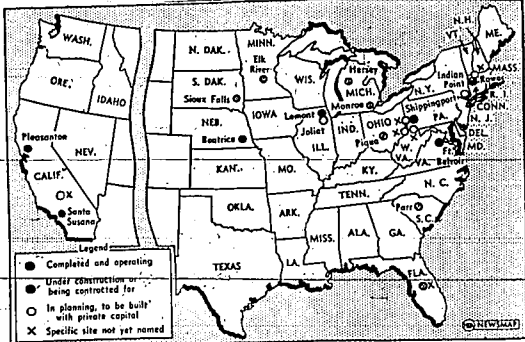 WASH.
ORE.
IDAHO
NEV.
CALIF.
Pleasanton
X
Santa
Susana
N. DAK.
S. DAK.
Sioux Falls
NEB.
Beatrice
KAN.
OKLA.
TEXAS
MINN.
Elk
River
IOWA
MO.
ARK.
LA.
WIS.
Lemont
Joliet
ILL.
Hersey
MICH.
Monroe
IND.
OHIO
X
X
Piqua
KY.
TENN.
MISS.
ALA.
GA.
FLA.
X
Parr
S.C.
N. C.
W.
VA.
VA.
Ft.
Belvoir
MD.
DEL.
N. J.
PA.
Shippingport
N.Y.
Indian
Point
CONN.
R. I.
Rowe
MASS.
X
VT.
N.H.
ME.
Legend
Completed and operating
Under construction or
being contracted for
In planning, to be built
with private capital
X Specific site not yet named
NEWSMAP